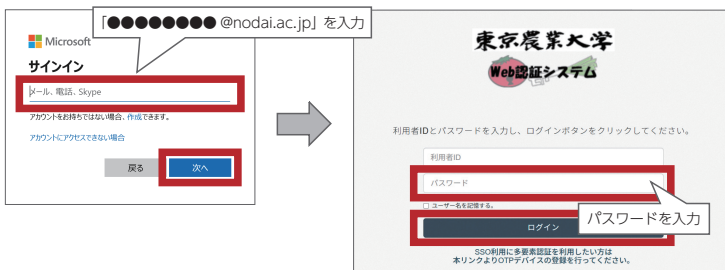 「●●●●●●●● @nodai.ac.jp」を入力
Microsoft
サインイン
メール、電話、Skype
アカウントをお持ちではない場合、作成できます。
アカウントにアクセスできない場合
戻る
次へ
東京農業大学
Web認証システム
利用者IDとパスワードを入力し、ログインボタンをクリックしてください。
利用者ID
パスワード
ユーザー名を記憶する。
パスワードを入力
ログイン
SSO利用に多要素認証を利用したい方は
本リンクよりOTPデバイスの登録を行ってください。